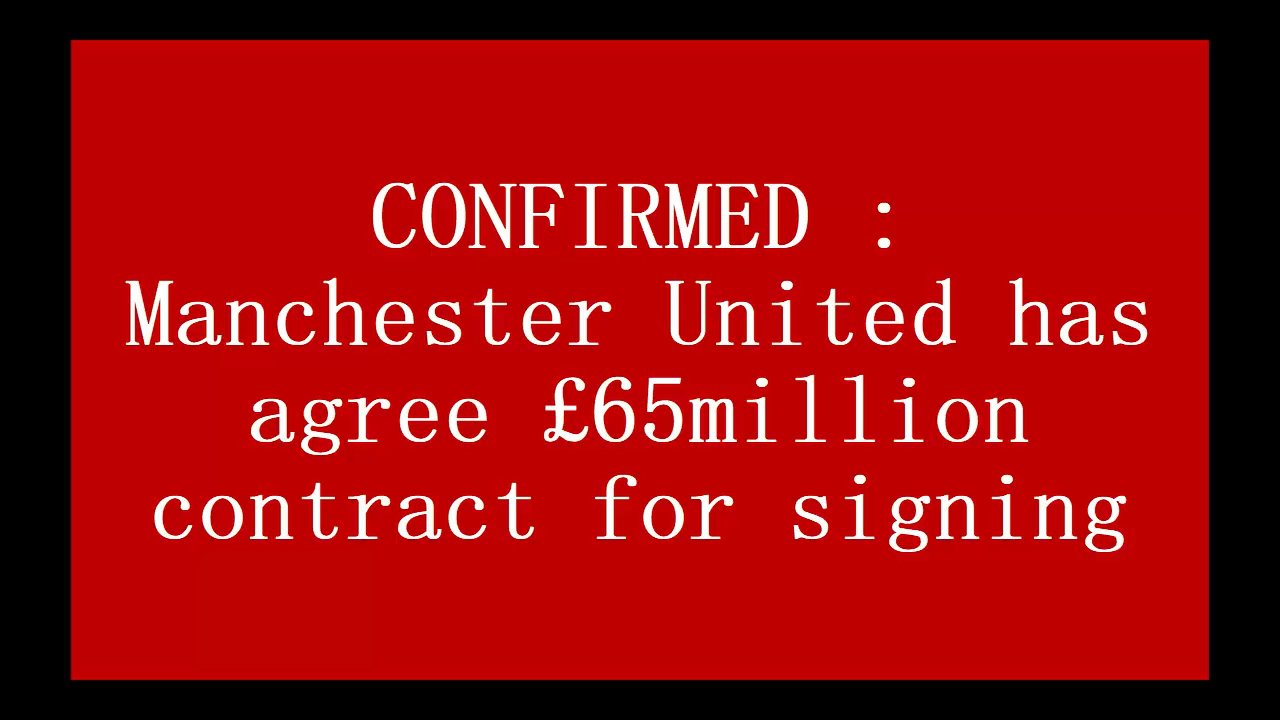 CONFIRMED :
Manchester United has
agree £65million
contract for signing